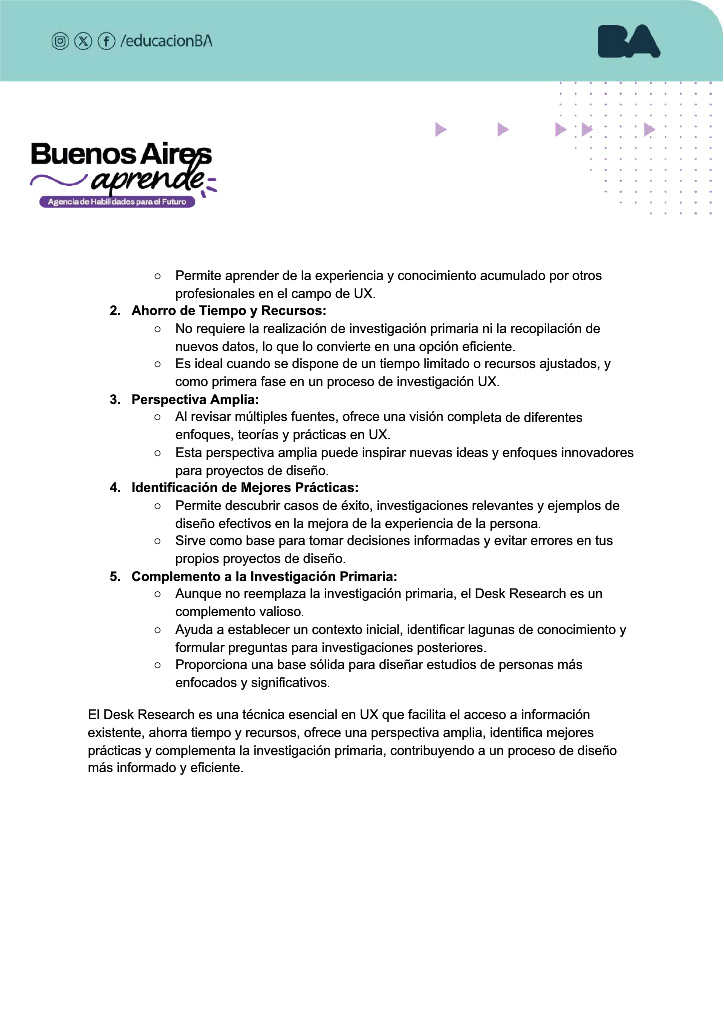 /educacionBA
BA
Buenos Aires
aprende
Agencia de Habilidades para el Futuro
○ Permite aprender de la experiencia y conocimiento acumulado por otros
profesionales en el campo de UX.
2. Ahorro de Tiempo y Recursos:
○ No requiere la realización de investigación primaria ni la recopilación de
nuevos datos, lo que lo convierte en una opción eficiente.
○ Es ideal cuando se dispone de un tiempo limitado o recursos ajustados, y
como primera fase en un proceso de investigación UX.
3. Perspectiva Amplia:
○ Al revisar múltiples fuentes, ofrece una visión completa de diferentes
enfoques, teorías y prácticas en UX.
○ Esta perspectiva amplia puede inspirar nuevas ideas y enfoques innovadores
para proyectos de diseño.
4. Identificación de Mejores Prácticas:
○ Permite descubrir casos de éxito, investigaciones relevantes y ejemplos de
diseño efectivos en la mejora de la experiencia de la persona.
○ Sirve como base para tomar decisiones informadas y evitar errores en tus
propios proyectos de diseño.
5. Complemento a la Investigación Primaria:
○ Aunque no reemplaza la investigación primaria, el Desk Research es un
complemento valioso.
○ Ayuda a establecer un contexto inicial, identificar lagunas de conocimiento y
formular preguntas para investigaciones posteriores.
○ Proporciona una base sólida para diseñar estudios de personas más
enfocados y significativos.
El Desk Research es una técnica esencial en UX que facilita el acceso a información
existente, ahorra tiempo y recursos, ofrece una perspectiva amplia, identifica mejores
prácticas y complementa la investigación primaria, contribuyendo a un proceso de diseño
más informado y eficiente.